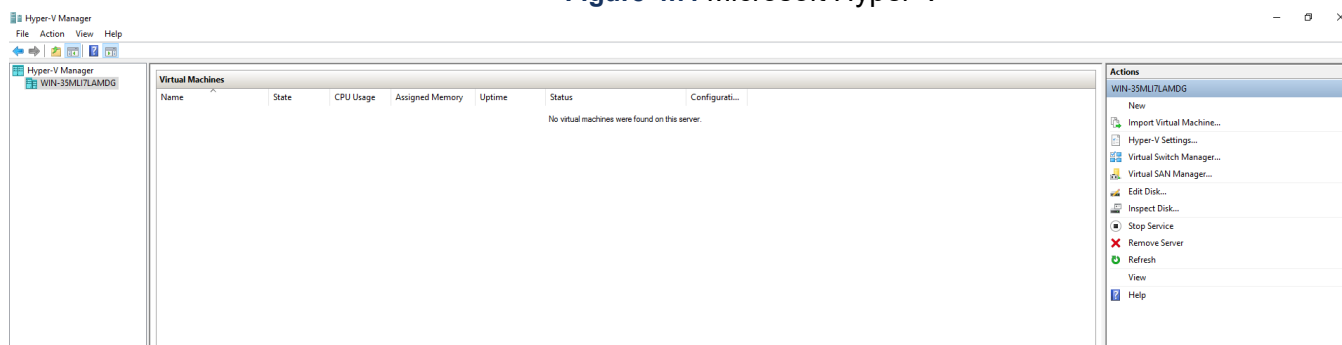 Hyper-V Manager
File Action View Help
Hyper-V Manager
WIN-35MLI7LAMDG
Virtual Machines
Name State CPU Usage Assigned Memory Uptime Status Configurati...
No virtual machines were found on this server.
Actions
WIN-35MLI7LAMDG
New
Import Virtual Machine...
Hyper-V Settings...
Virtual Switch Manager...
Virtual SAN Manager...
Edit Disk...
Inspect Disk...
Stop Service
Remove Server
Refresh
View
Help